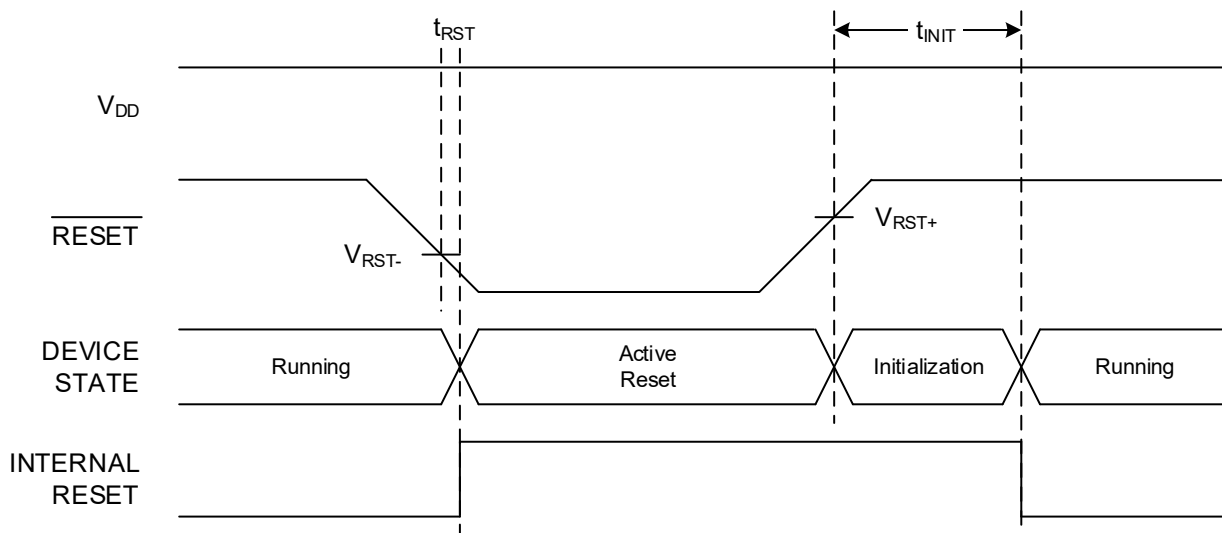 tRST
tINIT
VDD
RESET
VRST-
VRST+
DEVICE
STATE
Running
Active
Reset
Initialization
Running
INTERNAL
RESET